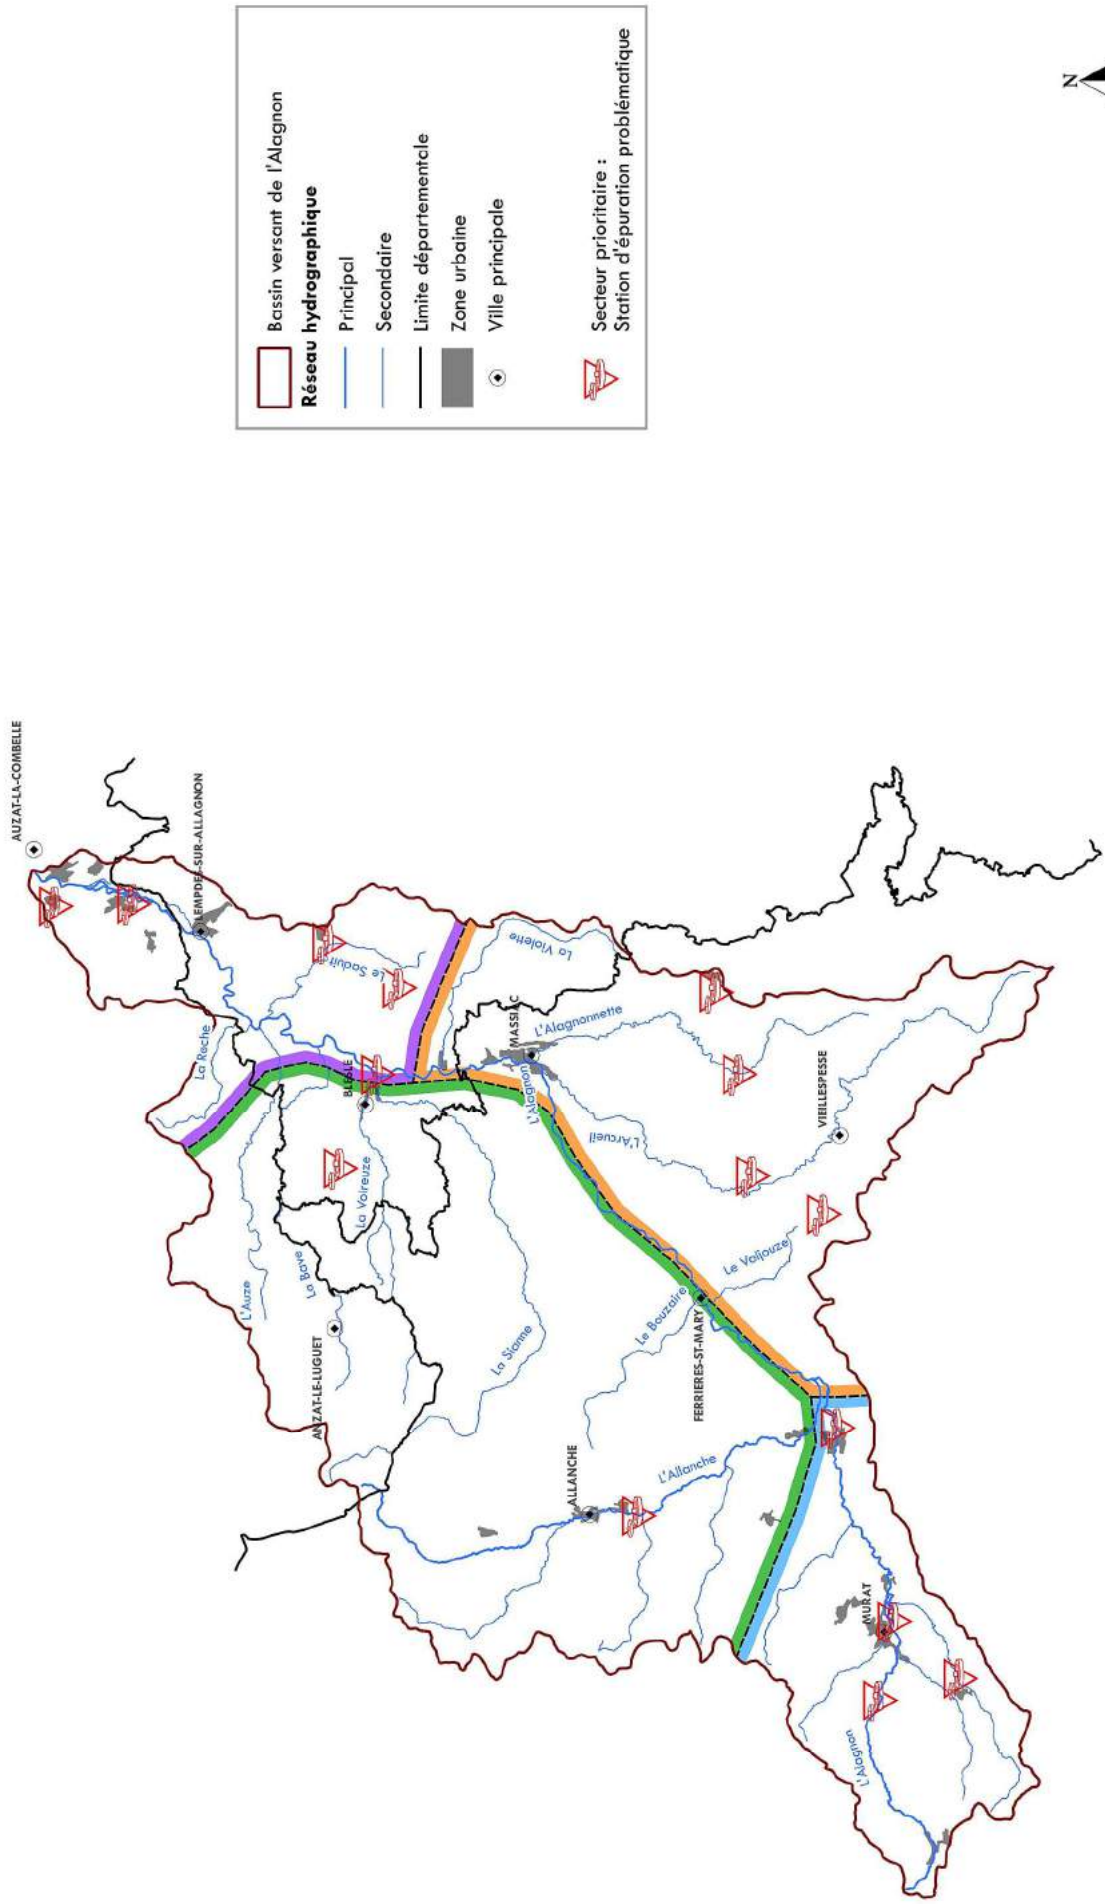 Bassin versant de l'Alagnon
Réseau hydrographique
Principal
Secondaire
Limite départementale
Zone urbaine
Ville principale
Secteur prioritaire :
Station d'épuration problématique
N
AUZAT-LA-COMBELLE
LEMPDES-SUR-ALLAGNON
Le Saduit
La Roche
La Violette
MASSIAC
L'Alagnonnette
BLESLE
L'Alagnon
L'Arcueil
VIEILLESPESSE
La Voireuze
L'Auze
La Bave
ANZAT-LE-LUGUET
La Sianne
Le Bouzaire
Le Valjouze
FERRIERES-ST-MARY
ALLANCHE
L'Allanche
MURAT
L'Alagnon